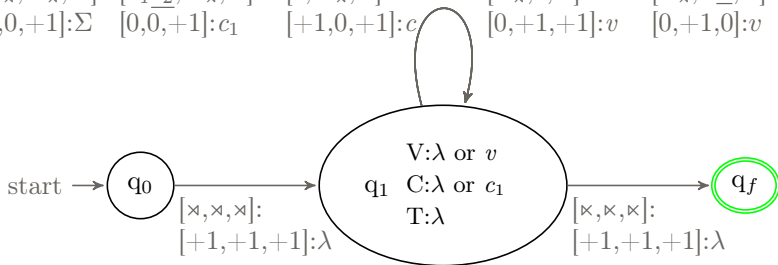 ,0,+1]:Σ [0,0,+1]:c₁ [+1,0,+1]:c [0,+1,+1]:v [0,+1,0]:v
V:λ or v
start q₀ q₁ C:λ or c₁ q_f
T:λ
[⋊,⋊,⋊]: [⋉,⋉,⋉]:
[+1,+1,+1]:λ [+1,+1,+1]:λ